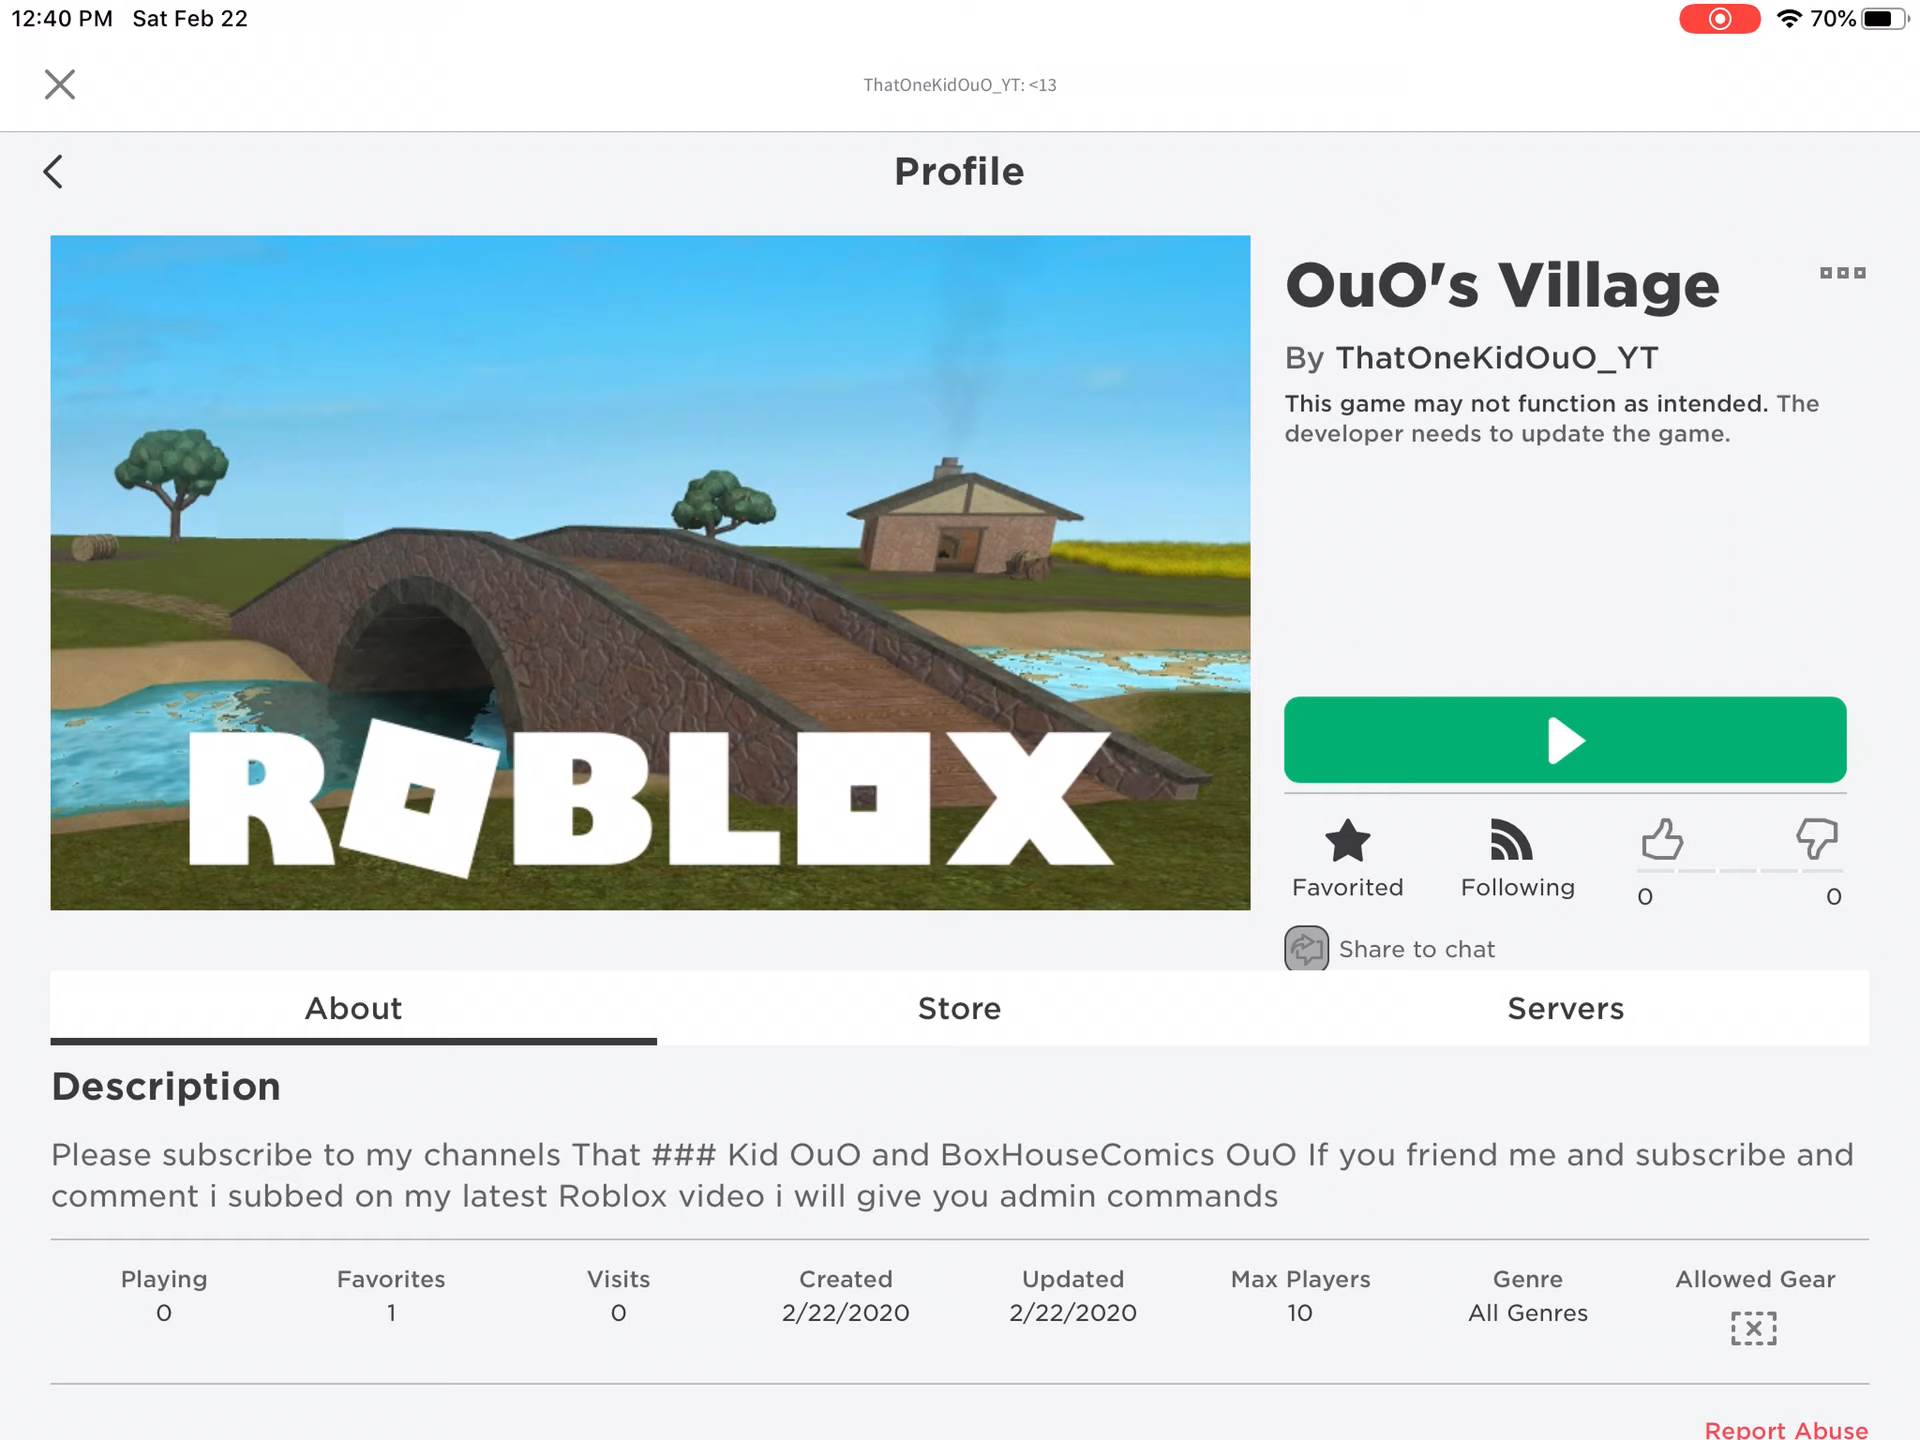 12:40 PM Sat Feb 22
70%
ThatOneKidOuO_YT: <13
Profile
OuO's Village
By ThatOneKidOuO_YT
This game may not function as intended. The
developer needs to update the game.
ROBLOX
Favorited
Following
0
0
Share to chat
About
Store
Servers
Description
Please subscribe to my channels That ### Kid OuO and BoxHouseComics OuO If you friend me and subscribe and
comment i subbed on my latest Roblox video i will give you admin commands
Playing
Favorites
Visits
Created
Updated
Max Players
Genre
Allowed Gear
0
1
0
2/22/2020
2/22/2020
10
All Genres
Report Abuse